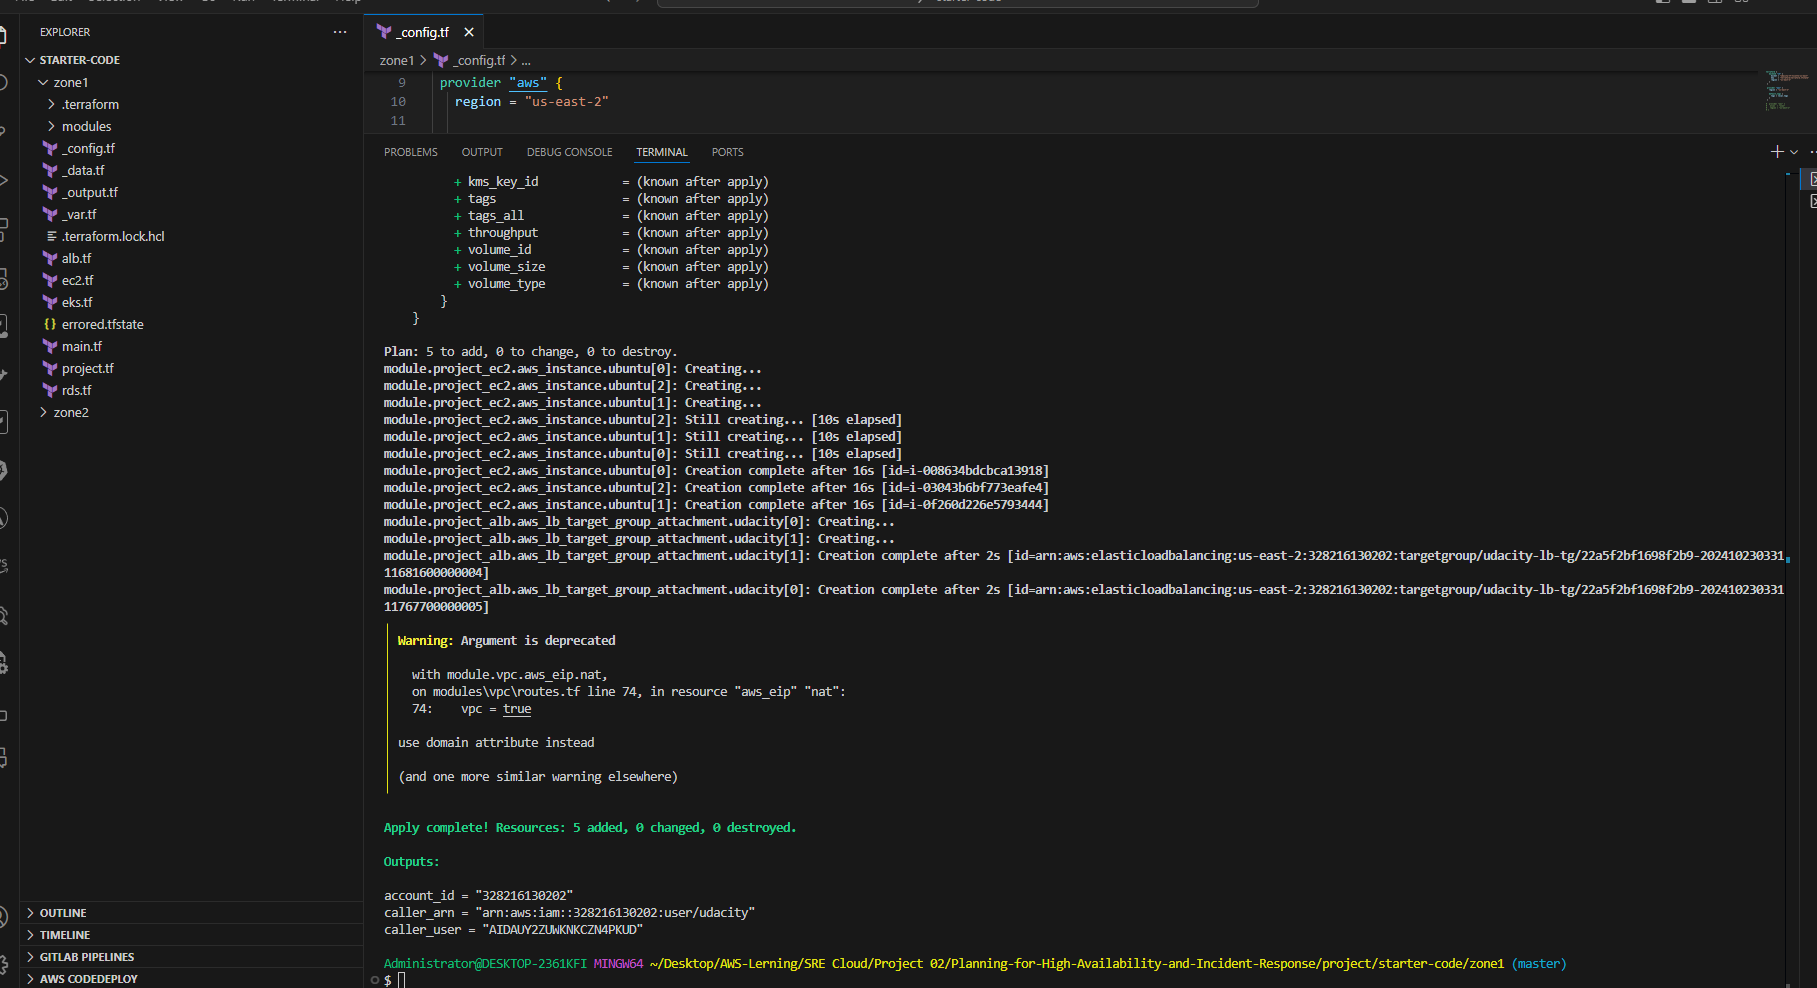 EXPLORER
STARTER-CODE
zone1
.terraform
modules
_config.tf
_data.tf
_output.tf
_var.tf
.terraform.lock.hcl
alb.tf
ec2.tf
eks.tf
errored.tfstate
main.tf
project.tf
rds.tf
zone2
OUTLINE
TIMELINE
GITLAB PIPELINES
AWS CODEDEPLOY
_config.tf
zone1 > _config.tf > ...
9 provider "aws" {
10 region = "us-east-2"
11
PROBLEMS OUTPUT DEBUG CONSOLE TERMINAL PORTS
+ kms_key_id = (known after apply)
+ tags = (known after apply)
+ tags_all = (known after apply)
+ throughput = (known after apply)
+ volume_id = (known after apply)
+ volume_size = (known after apply)
+ volume_type = (known after apply)
}
}
Plan: 5 to add, 0 to change, 0 to destroy.
module.project_ec2.aws_instance.ubuntu[0]: Creating...
module.project_ec2.aws_instance.ubuntu[2]: Creating...
module.project_ec2.aws_instance.ubuntu[1]: Creating...
module.project_ec2.aws_instance.ubuntu[2]: Still creating... [10s elapsed]
module.project_ec2.aws_instance.ubuntu[1]: Still creating... [10s elapsed]
module.project_ec2.aws_instance.ubuntu[0]: Still creating... [10s elapsed]
module.project_ec2.aws_instance.ubuntu[0]: Creation complete after 16s [id=i-008634bdcbca13918]
module.project_ec2.aws_instance.ubuntu[2]: Creation complete after 16s [id=i-03043b6bf773eafe4]
module.project_ec2.aws_instance.ubuntu[1]: Creation complete after 16s [id=i-0f260d226e5793444]
module.project_alb.aws_lb_target_group_attachment.udacity[0]: Creating...
module.project_alb.aws_lb_target_group_attachment.udacity[1]: Creating...
module.project_alb.aws_lb_target_group_attachment.udacity[1]: Creation complete after 2s [id=arn:aws:elasticloadbalancing:us-east-2:328216130202:targetgroup/udacity-lb-tg/22a5f2bf1698f2b9-202410230331
11681600000004]
module.project_alb.aws_lb_target_group_attachment.udacity[0]: Creation complete after 2s [id=arn:aws:elasticloadbalancing:us-east-2:328216130202:targetgroup/udacity-lb-tg/22a5f2bf1698f2b9-202410230331
11767700000005]
Warning: Argument is deprecated
with module.vpc.aws_eip.nat,
on modules\vpc\routes.tf line 74, in resource "aws_eip" "nat":
74: vpc = true
use domain attribute instead
(and one more similar warning elsewhere)
Apply complete! Resources: 5 added, 0 changed, 0 destroyed.
Outputs:
account_id = "328216130202"
caller_arn = "arn:aws:iam::328216130202:user/udacity"
caller_user = "AIDAUY2ZUWKNKCZN4PKUD"
Administrator@DESKTOP-2361KFI MINGW64 ~/Desktop/AWS-Lerning/SRE Cloud/Project 02/Planning-for-High-Availability-and-Incident-Response/project/starter-code/zone1 (master)
$